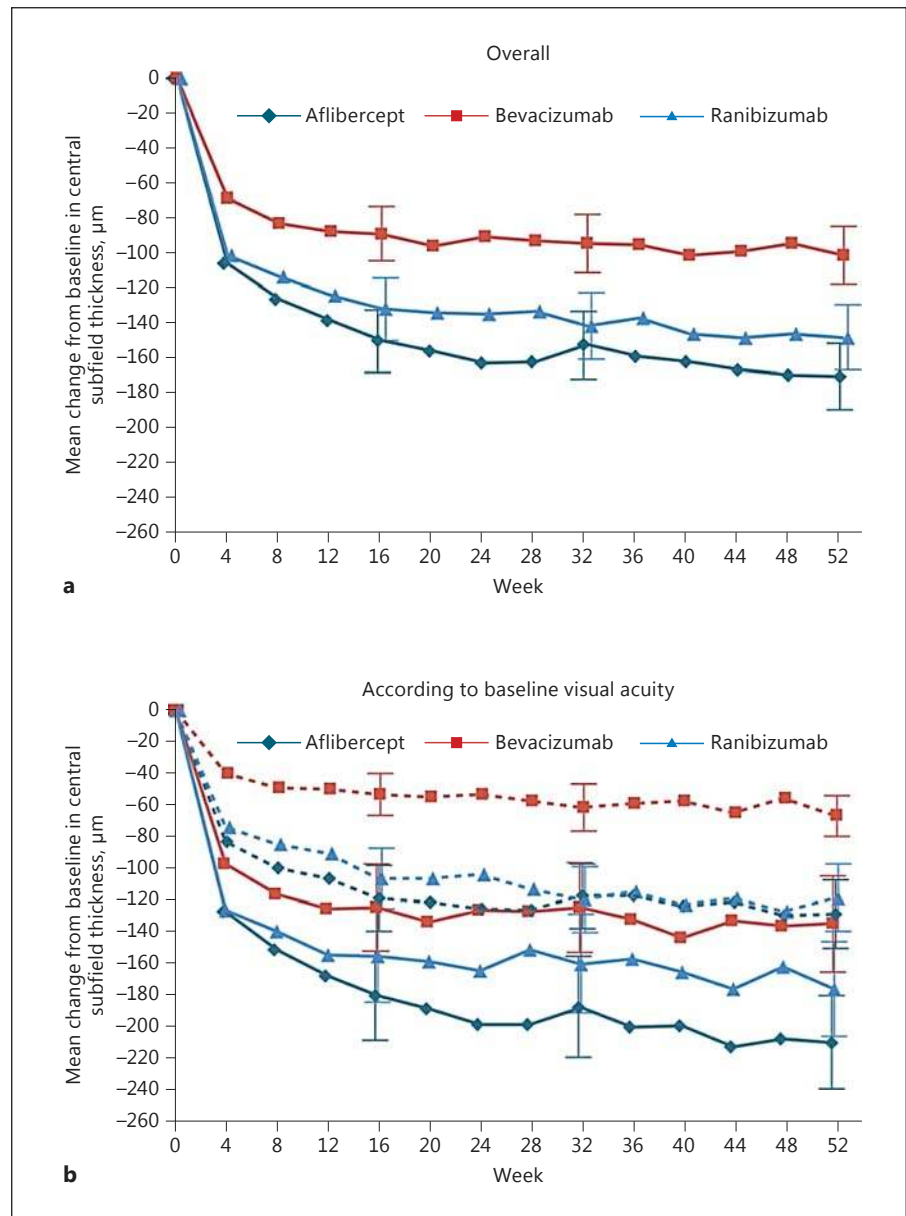 Overall
Aflibercept
Bevacizumab
Ranibizumab
Mean change from baseline in central
subfield thickness, μm
0
–20
–40
–60
–80
–100
–120
–140
–160
–180
–200
–220
–240
–260
0 4 8 12 16 20 24 28 32 36 40 44 48 52
Week
a
According to baseline visual acuity
Aflibercept
Bevacizumab
Ranibizumab
Mean change from baseline in central
subfield thickness, μm
0
–20
–40
–60
–80
–100
–120
–140
–160
–180
–200
–220
–240
–260
0 4 8 12 16 20 24 28 32 36 40 44 48 52
Week
b